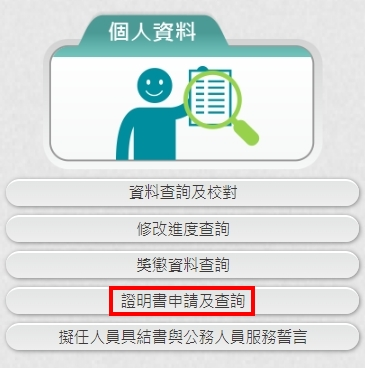 個人資料
資料查詢及校對
修改進度查詢
獎懲資料查詢
證明書申請及查詢
擬任人員具結書與公務人員服務誓言